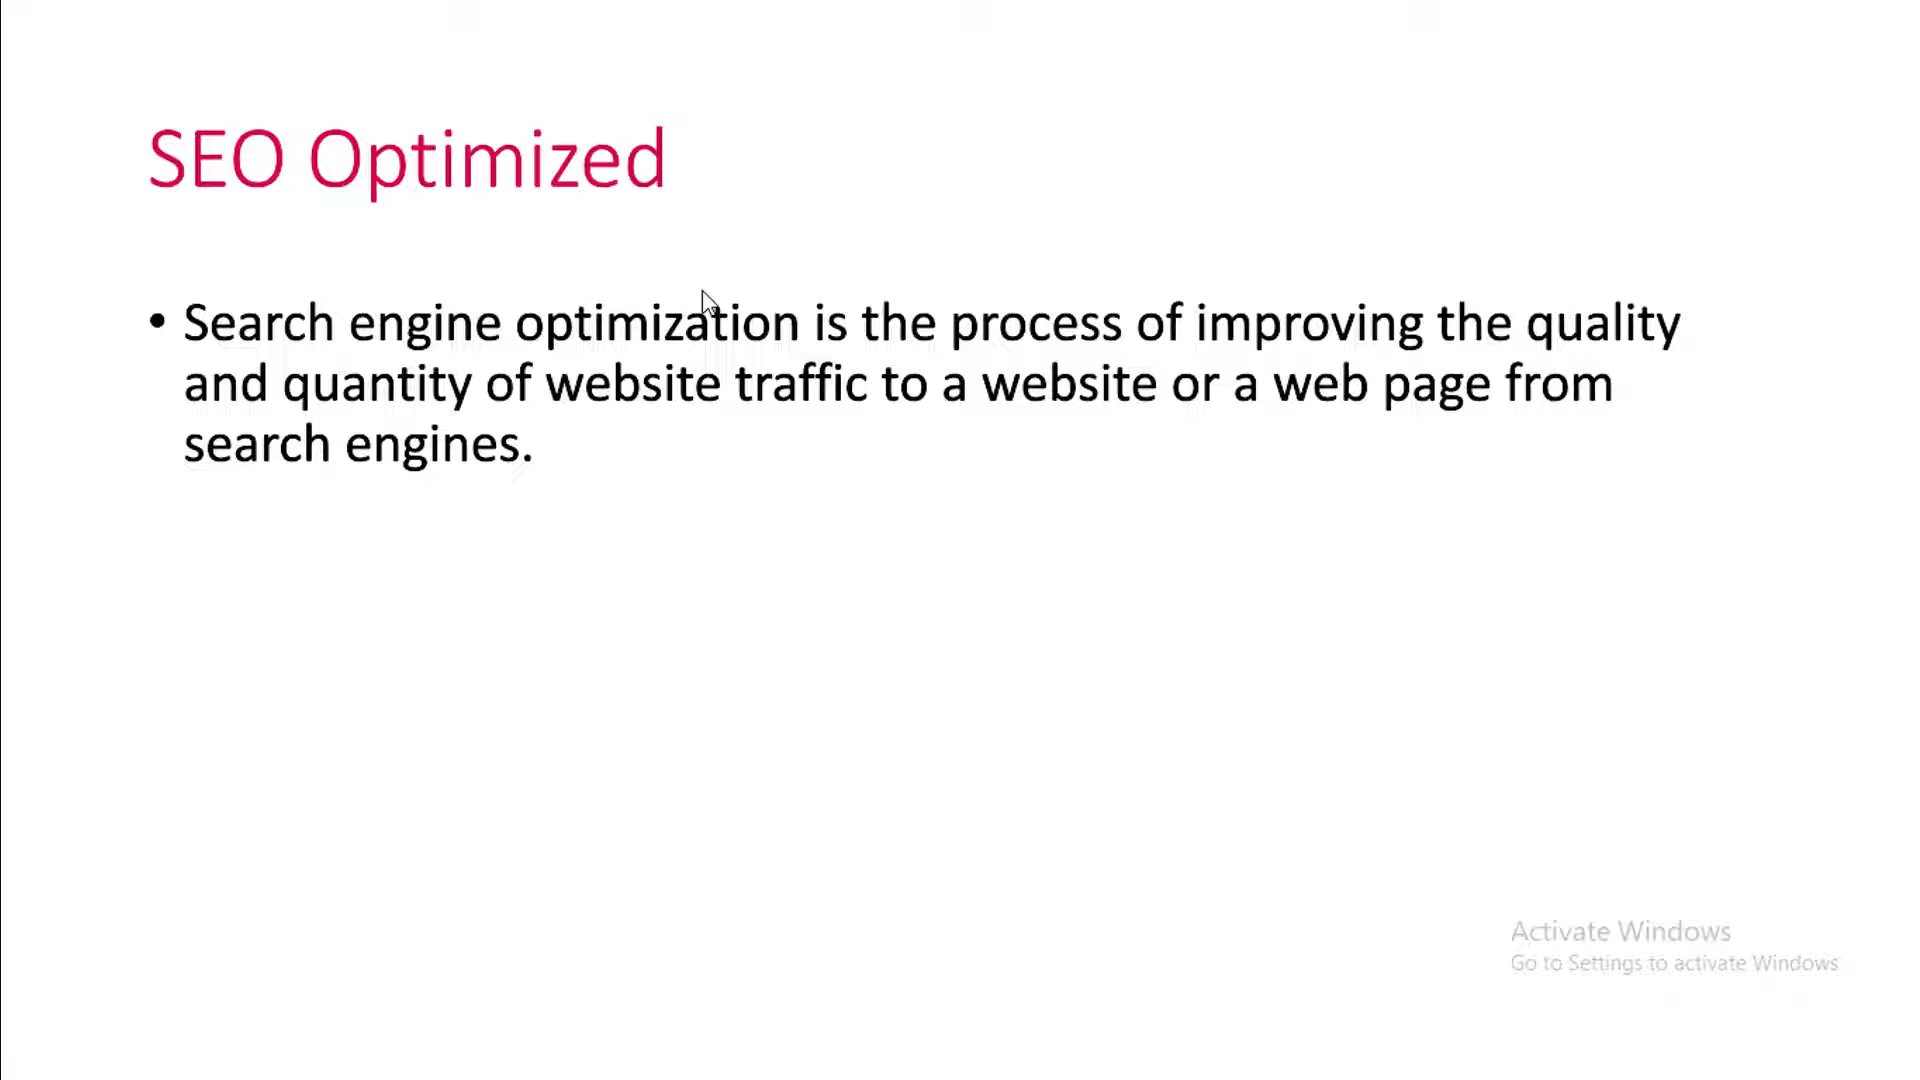 SEO Optimized
• Search engine optimization is the process of improving the quality
and quantity of website traffic to a website or a web page from
search engines.
Activate Windows
Go to Settings to activate Windows